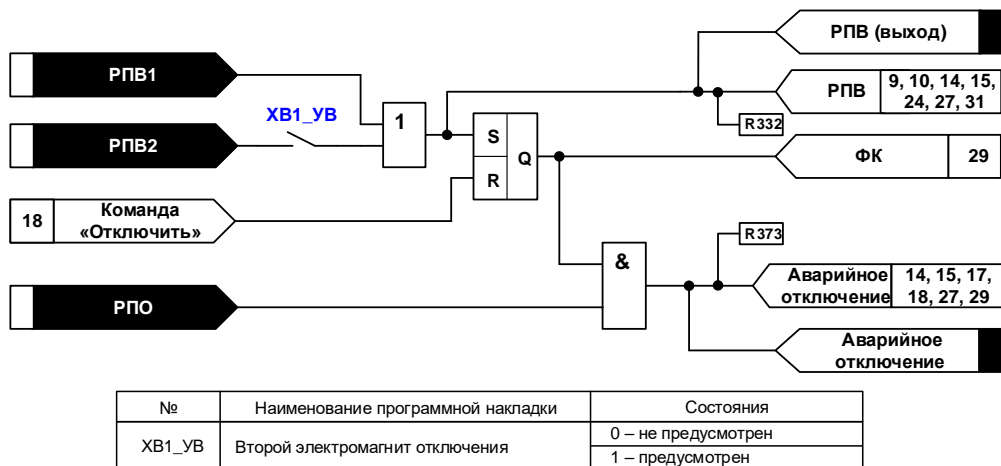 РПВ1
РПВ2
ХВ1_УВ
18
Команда
«Отключить»
РПО
1
S
R
Q
&
РПВ (выход)
РПВ
9, 10, 14, 15,
24, 27, 31
R332
ФК
29
R373
Аварийное
отключение
14, 15, 17,
18, 27, 29
Аварийное
отключение
№
Наименование программной накладки
Состояния
ХВ1_УВ
Второй электромагнит отключения
0 – не предусмотрен
1 – предусмотрен